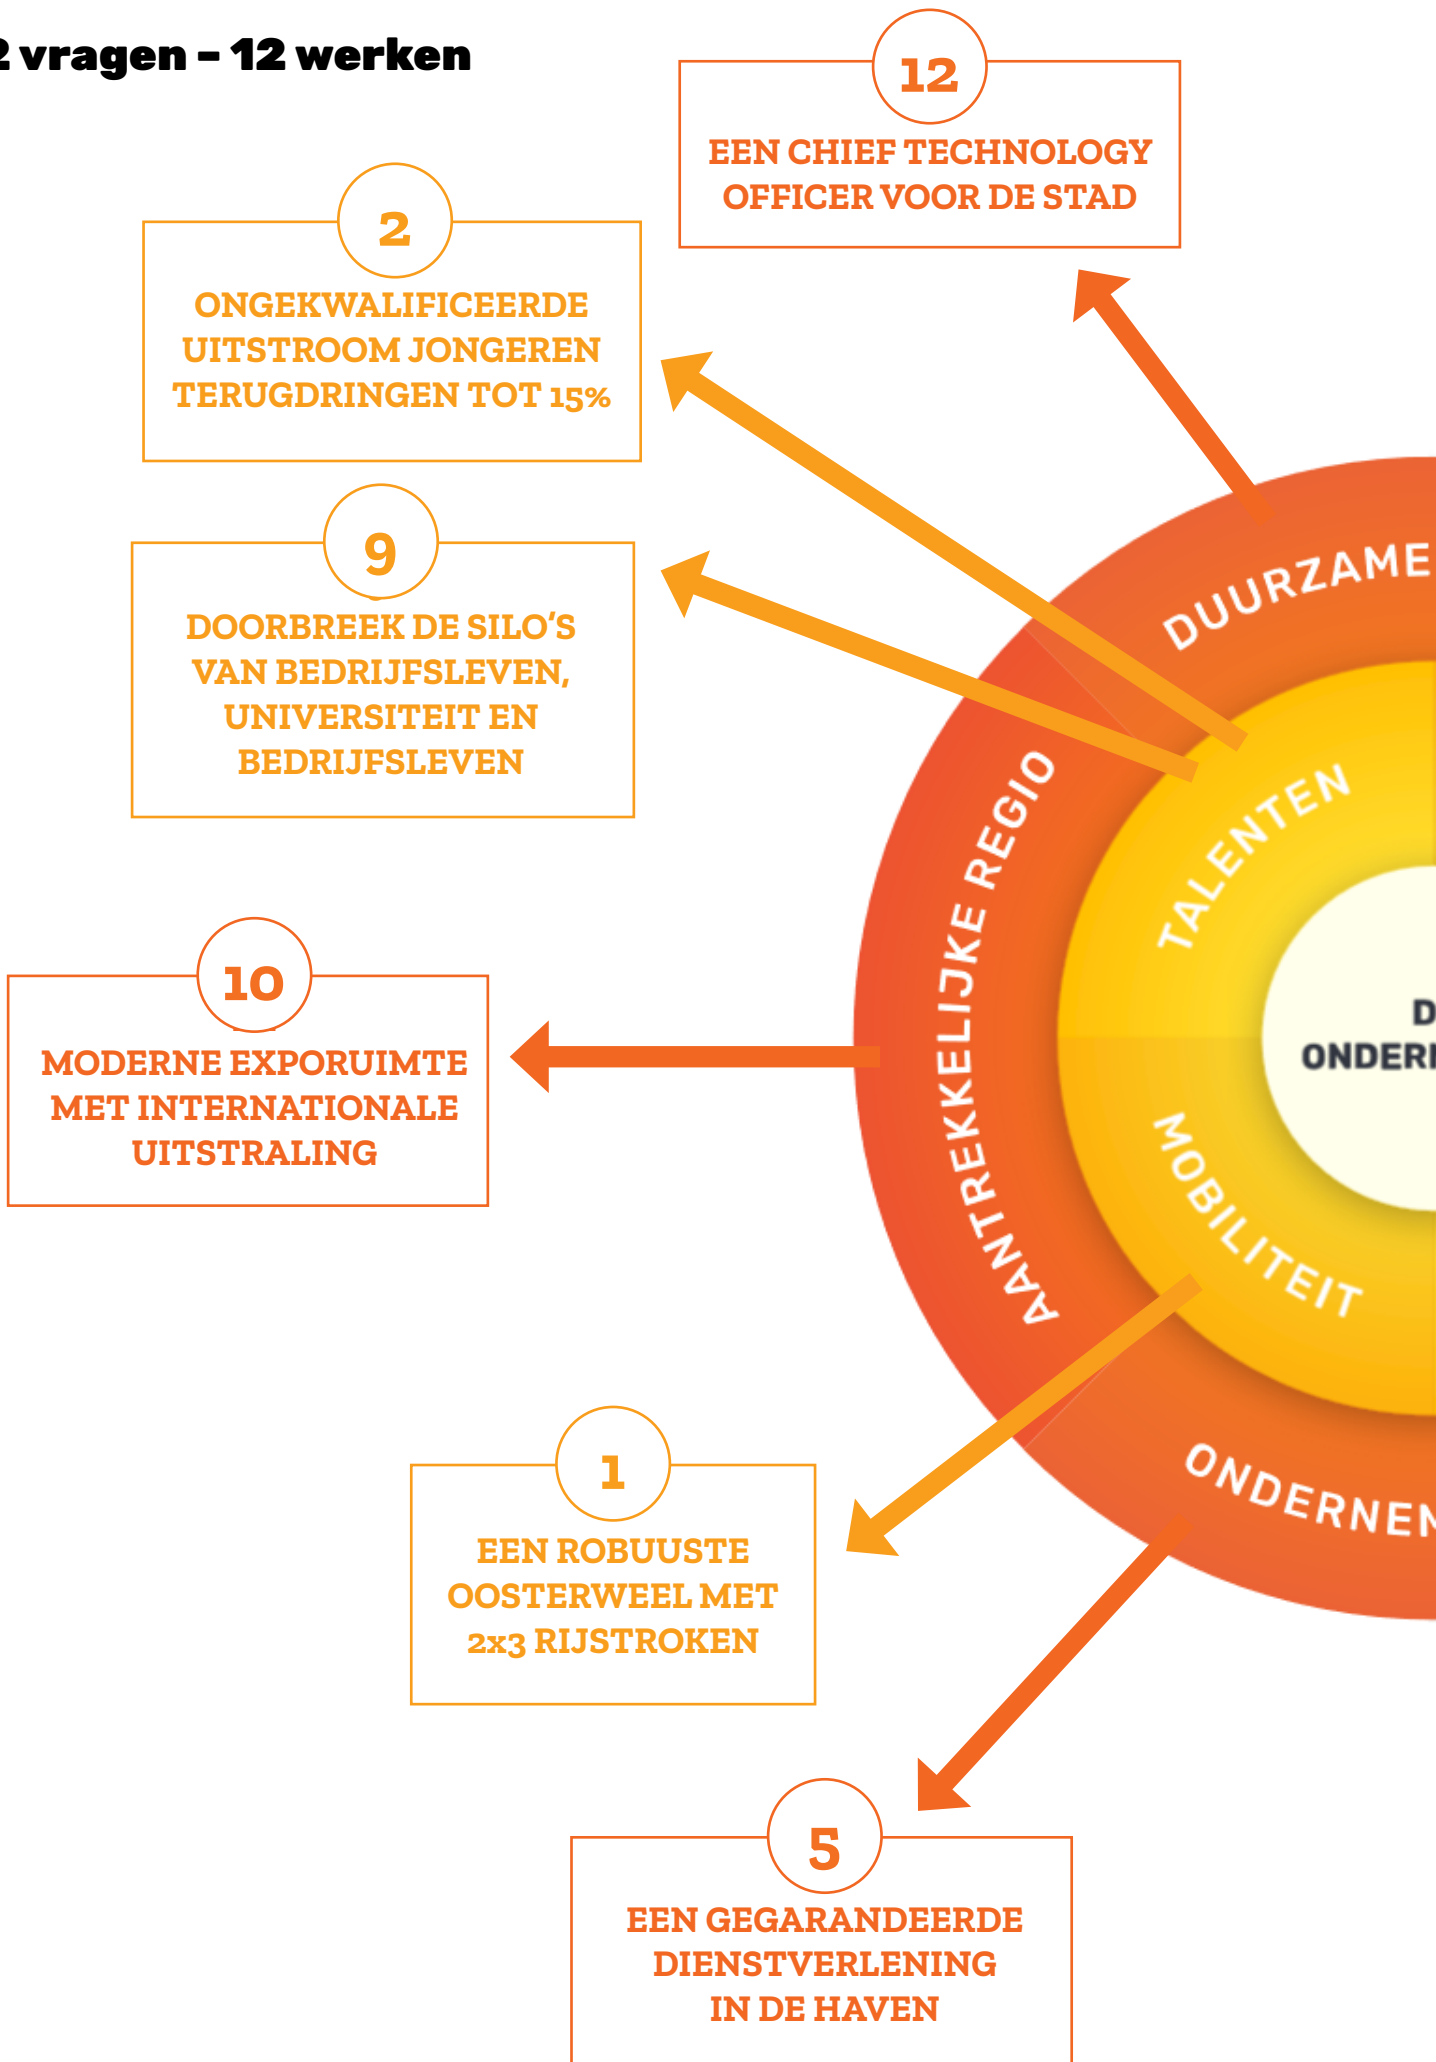 2 vragen – 12 werken
12
EEN CHIEF TECHNOLOGY
OFFICER VOOR DE STAD
2
ONGEKWALIFICEERDE
UITSTROOM JONGEREN
TERUGDRINGEN TOT 15%
9
DOORBREEK DE SILO'S
VAN BEDRIJFSLEVEN,
UNIVERSITEIT EN
BEDRIJFSLEVEN
10
MODERNE EXPORUIMTE
MET INTERNATIONALE
UITSTRALING
1
EEN ROBUUSTE
OOSTERWEEL MET
2x3 RIJSTROKEN
5
EEN GEGARANDEERDE
DIENSTVERLENING
IN DE HAVEN
DUURZAME
AANTREKKELIJKE REGIO
TALENTEN
MOBILITEIT